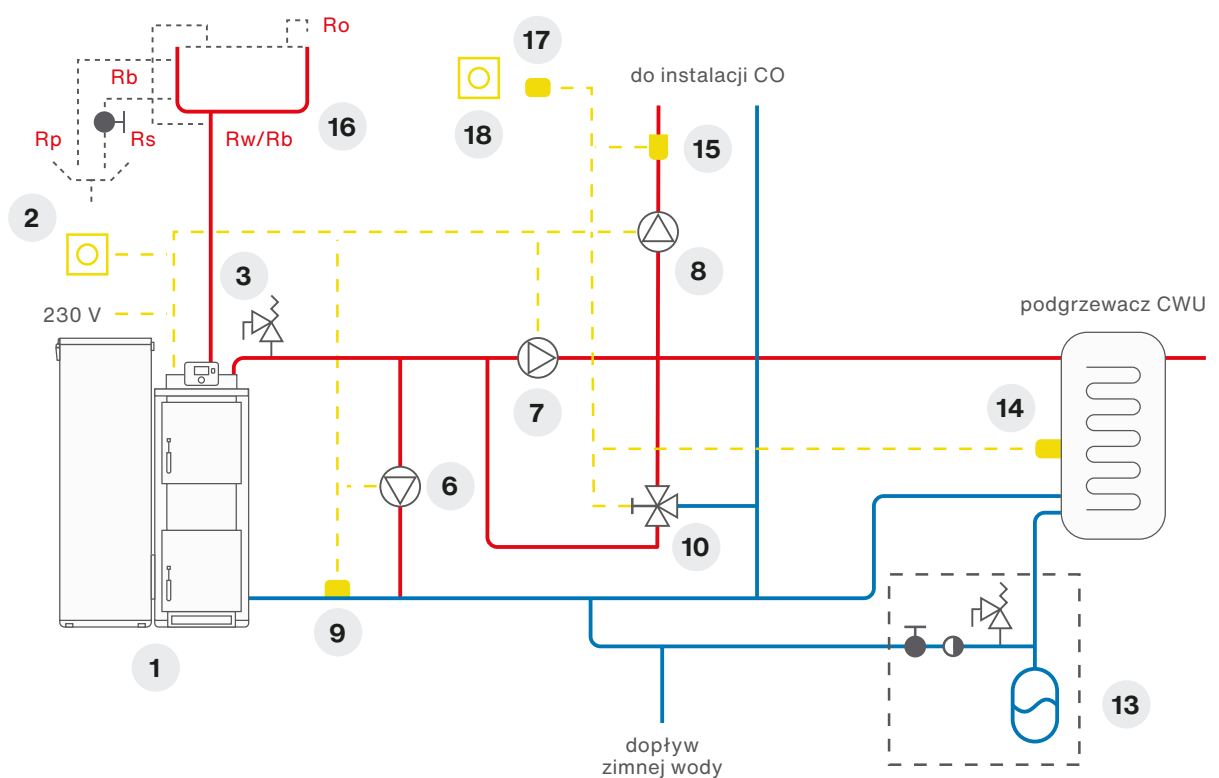 Ro
17
do instalacji CO
Rb
16
18
15
Rp
Rs
Rw/Rb
2
3
8
230 V
podgrzewacz CWU
7
14
6
10
9
1
13
dopływ
zimnej wody